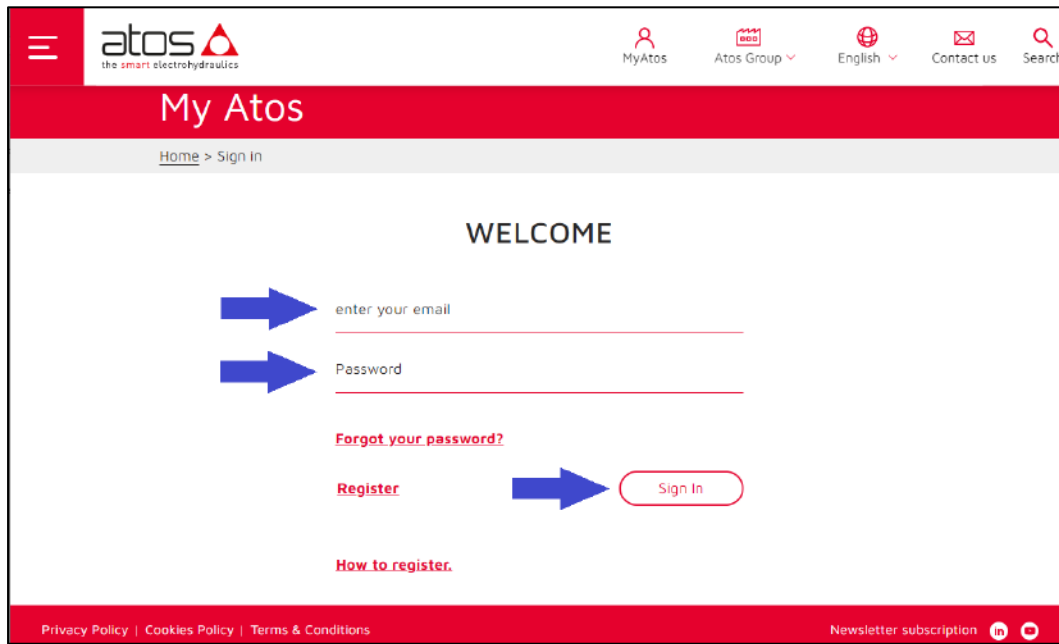 atos
the smart electrohydraulics
MyAtos
Atos Group
English
Contact us
Search
My Atos
Home > Sign in
WELCOME
enter your email
Password
Forgot your password?
Register
Sign In
How to register.
Privacy Policy | Cookies Policy | Terms & Conditions
Newsletter subscription
in